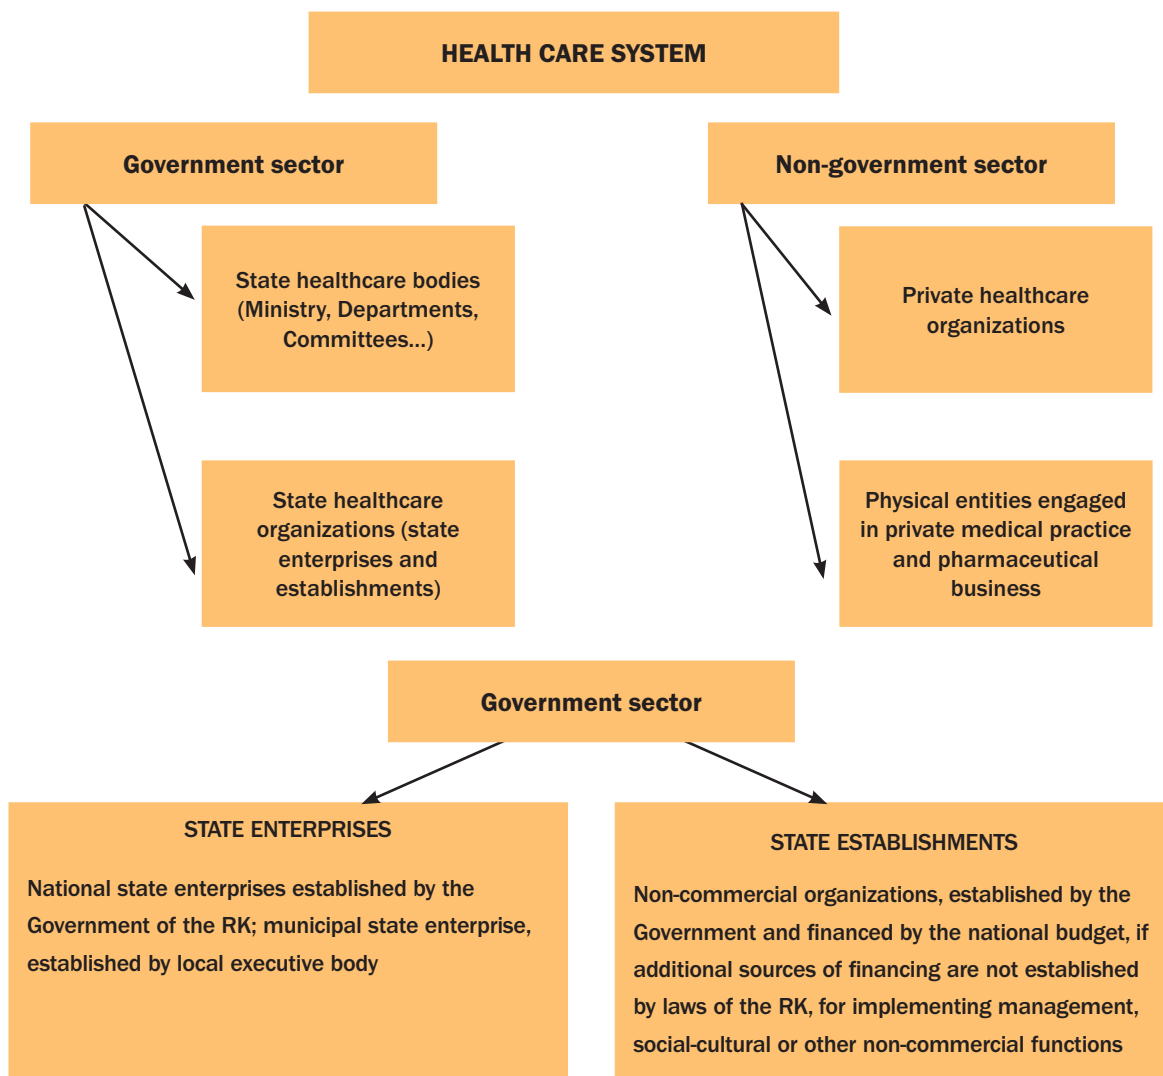 HEALTH CARE SYSTEM
Government sector
Non-government sector
State healthcare bodies
(Ministry, Departments,
Committees...)
Private healthcare
organizations
State healthcare
organizations (state
enterprises and
establishments)
Physical entities engaged
in private medical practice
and pharmaceutical
business
Government sector
STATE ENTERPRISES
National state enterprises established by the
Government of the RK; municipal state enterprise,
established by local executive body
STATE ESTABLISHMENTS
Non-commercial organizations, established by the
Government and financed by the national budget, if
additional sources of financing are not established
by laws of the RK, for implementing management,
social-cultural or other non-commercial functions